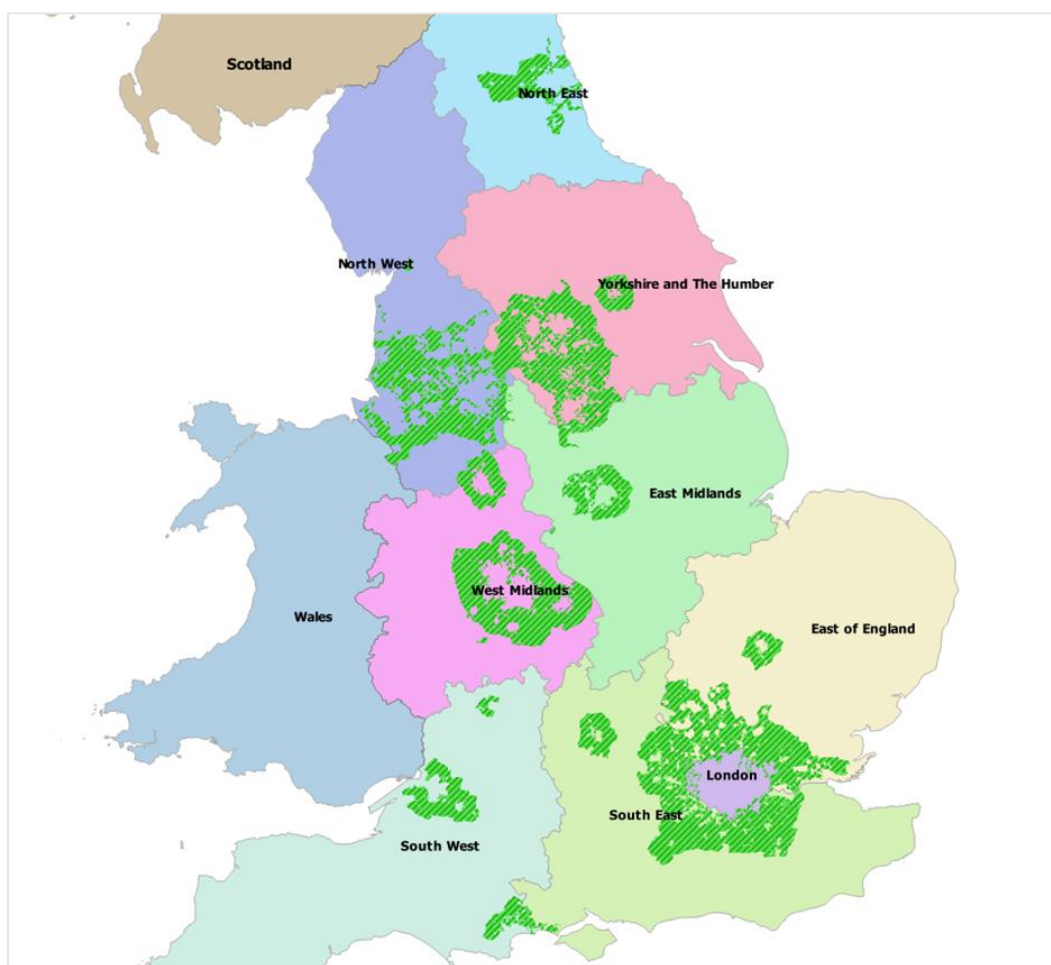 Scotland
North East
North West
Yorkshire and The Humber
East Midlands
West Midlands
Wales
East of England
London
South East
South West